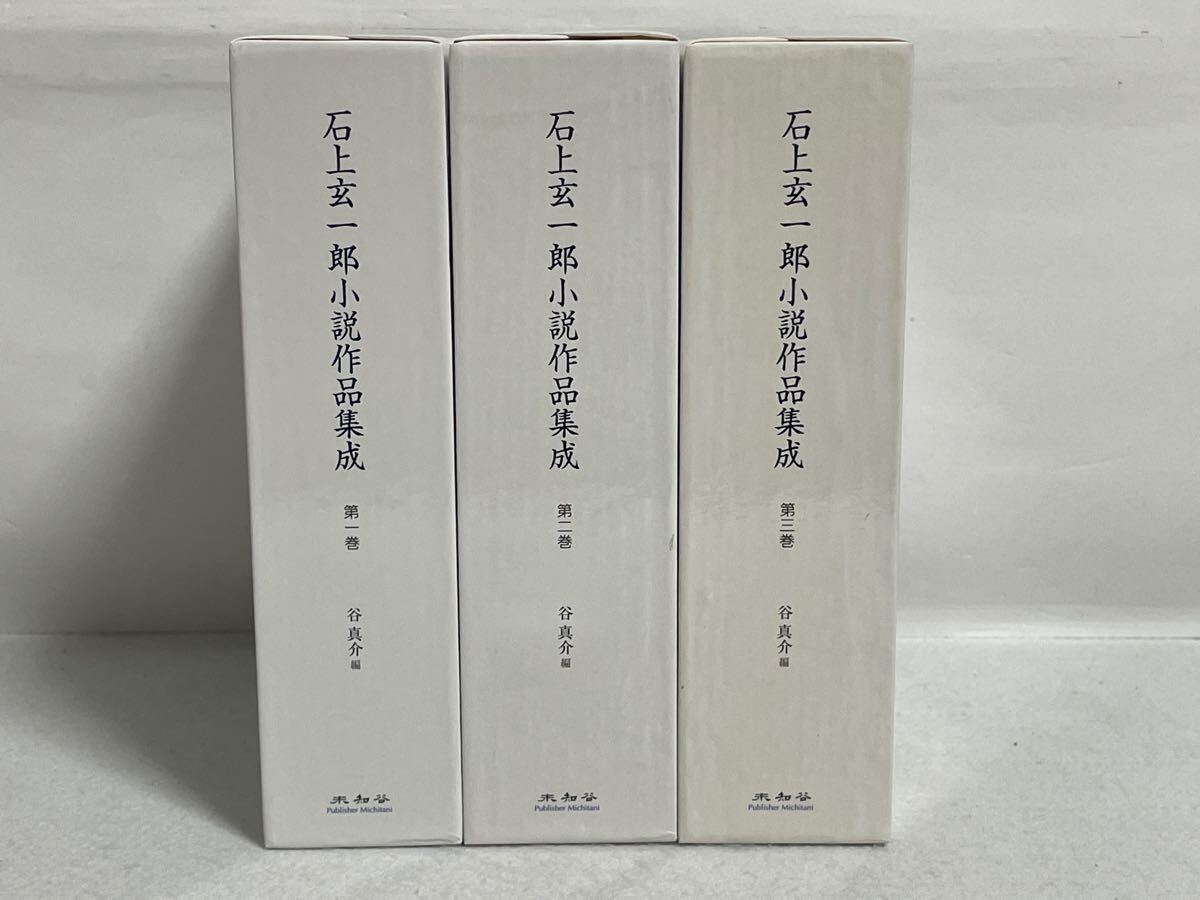 石上玄一郎小説作品集成
第一巻
谷真介編
未知谷
Publisher Michitani
石上玄一郎小説作品集成
第二巻
谷真介編
未知谷
Publisher Michitani
石上玄一郎小説作品集成
第三巻
谷真介編
未知谷
Publisher Michitani